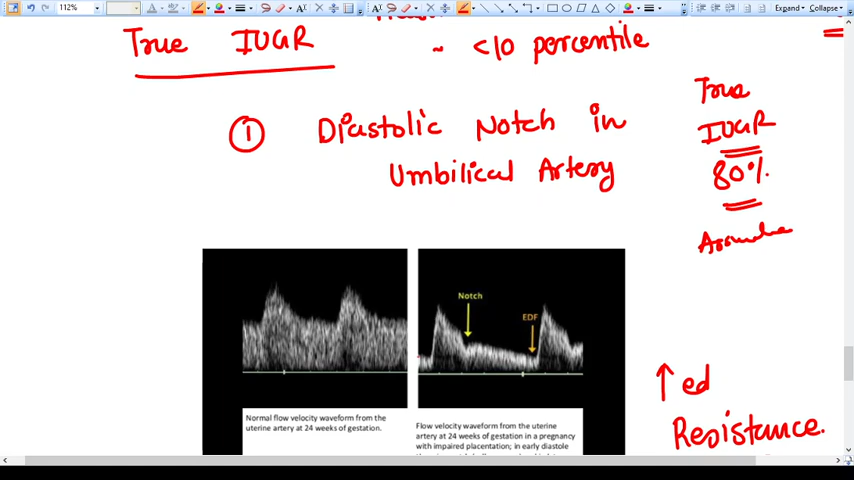 112%
Expand
Collapse
True IUGR
~ <10 percentile
① Diastolic Notch in
Umbilical Artery
True
IUGR
80%
Notch
EDF
↑ed
Resistance.
Normal flow velocity waveform from the
uterine artery at 24 weeks of gestation.
Flow velocity waveform from the uterine
artery at 24 weeks of gestation in a pregnancy
with impaired placentation; in early diastole